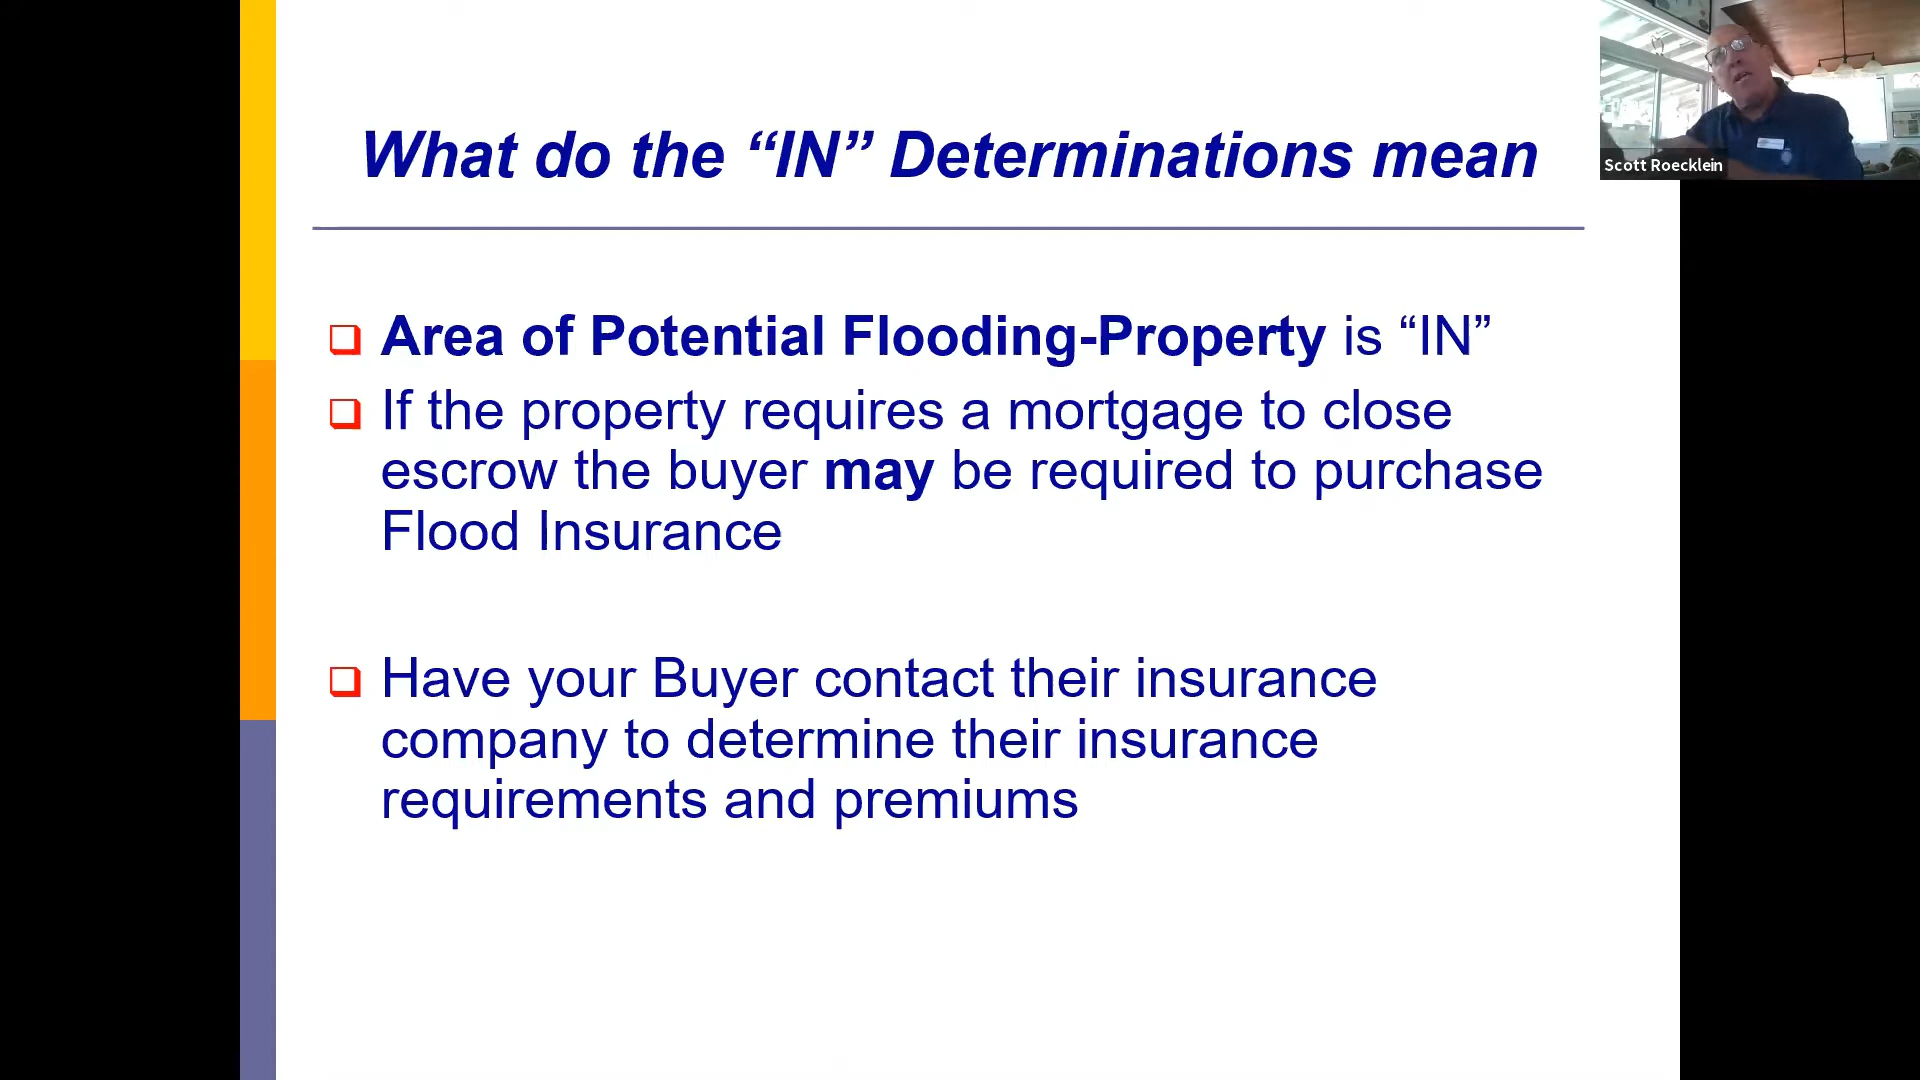 What do the “IN” Determinations mean
Scott Roecklein
Area of Potential Flooding-Property is “IN”
If the property requires a mortgage to close
escrow the buyer may be required to purchase
Flood Insurance
Have your Buyer contact their insurance
company to determine their insurance
requirements and premiums